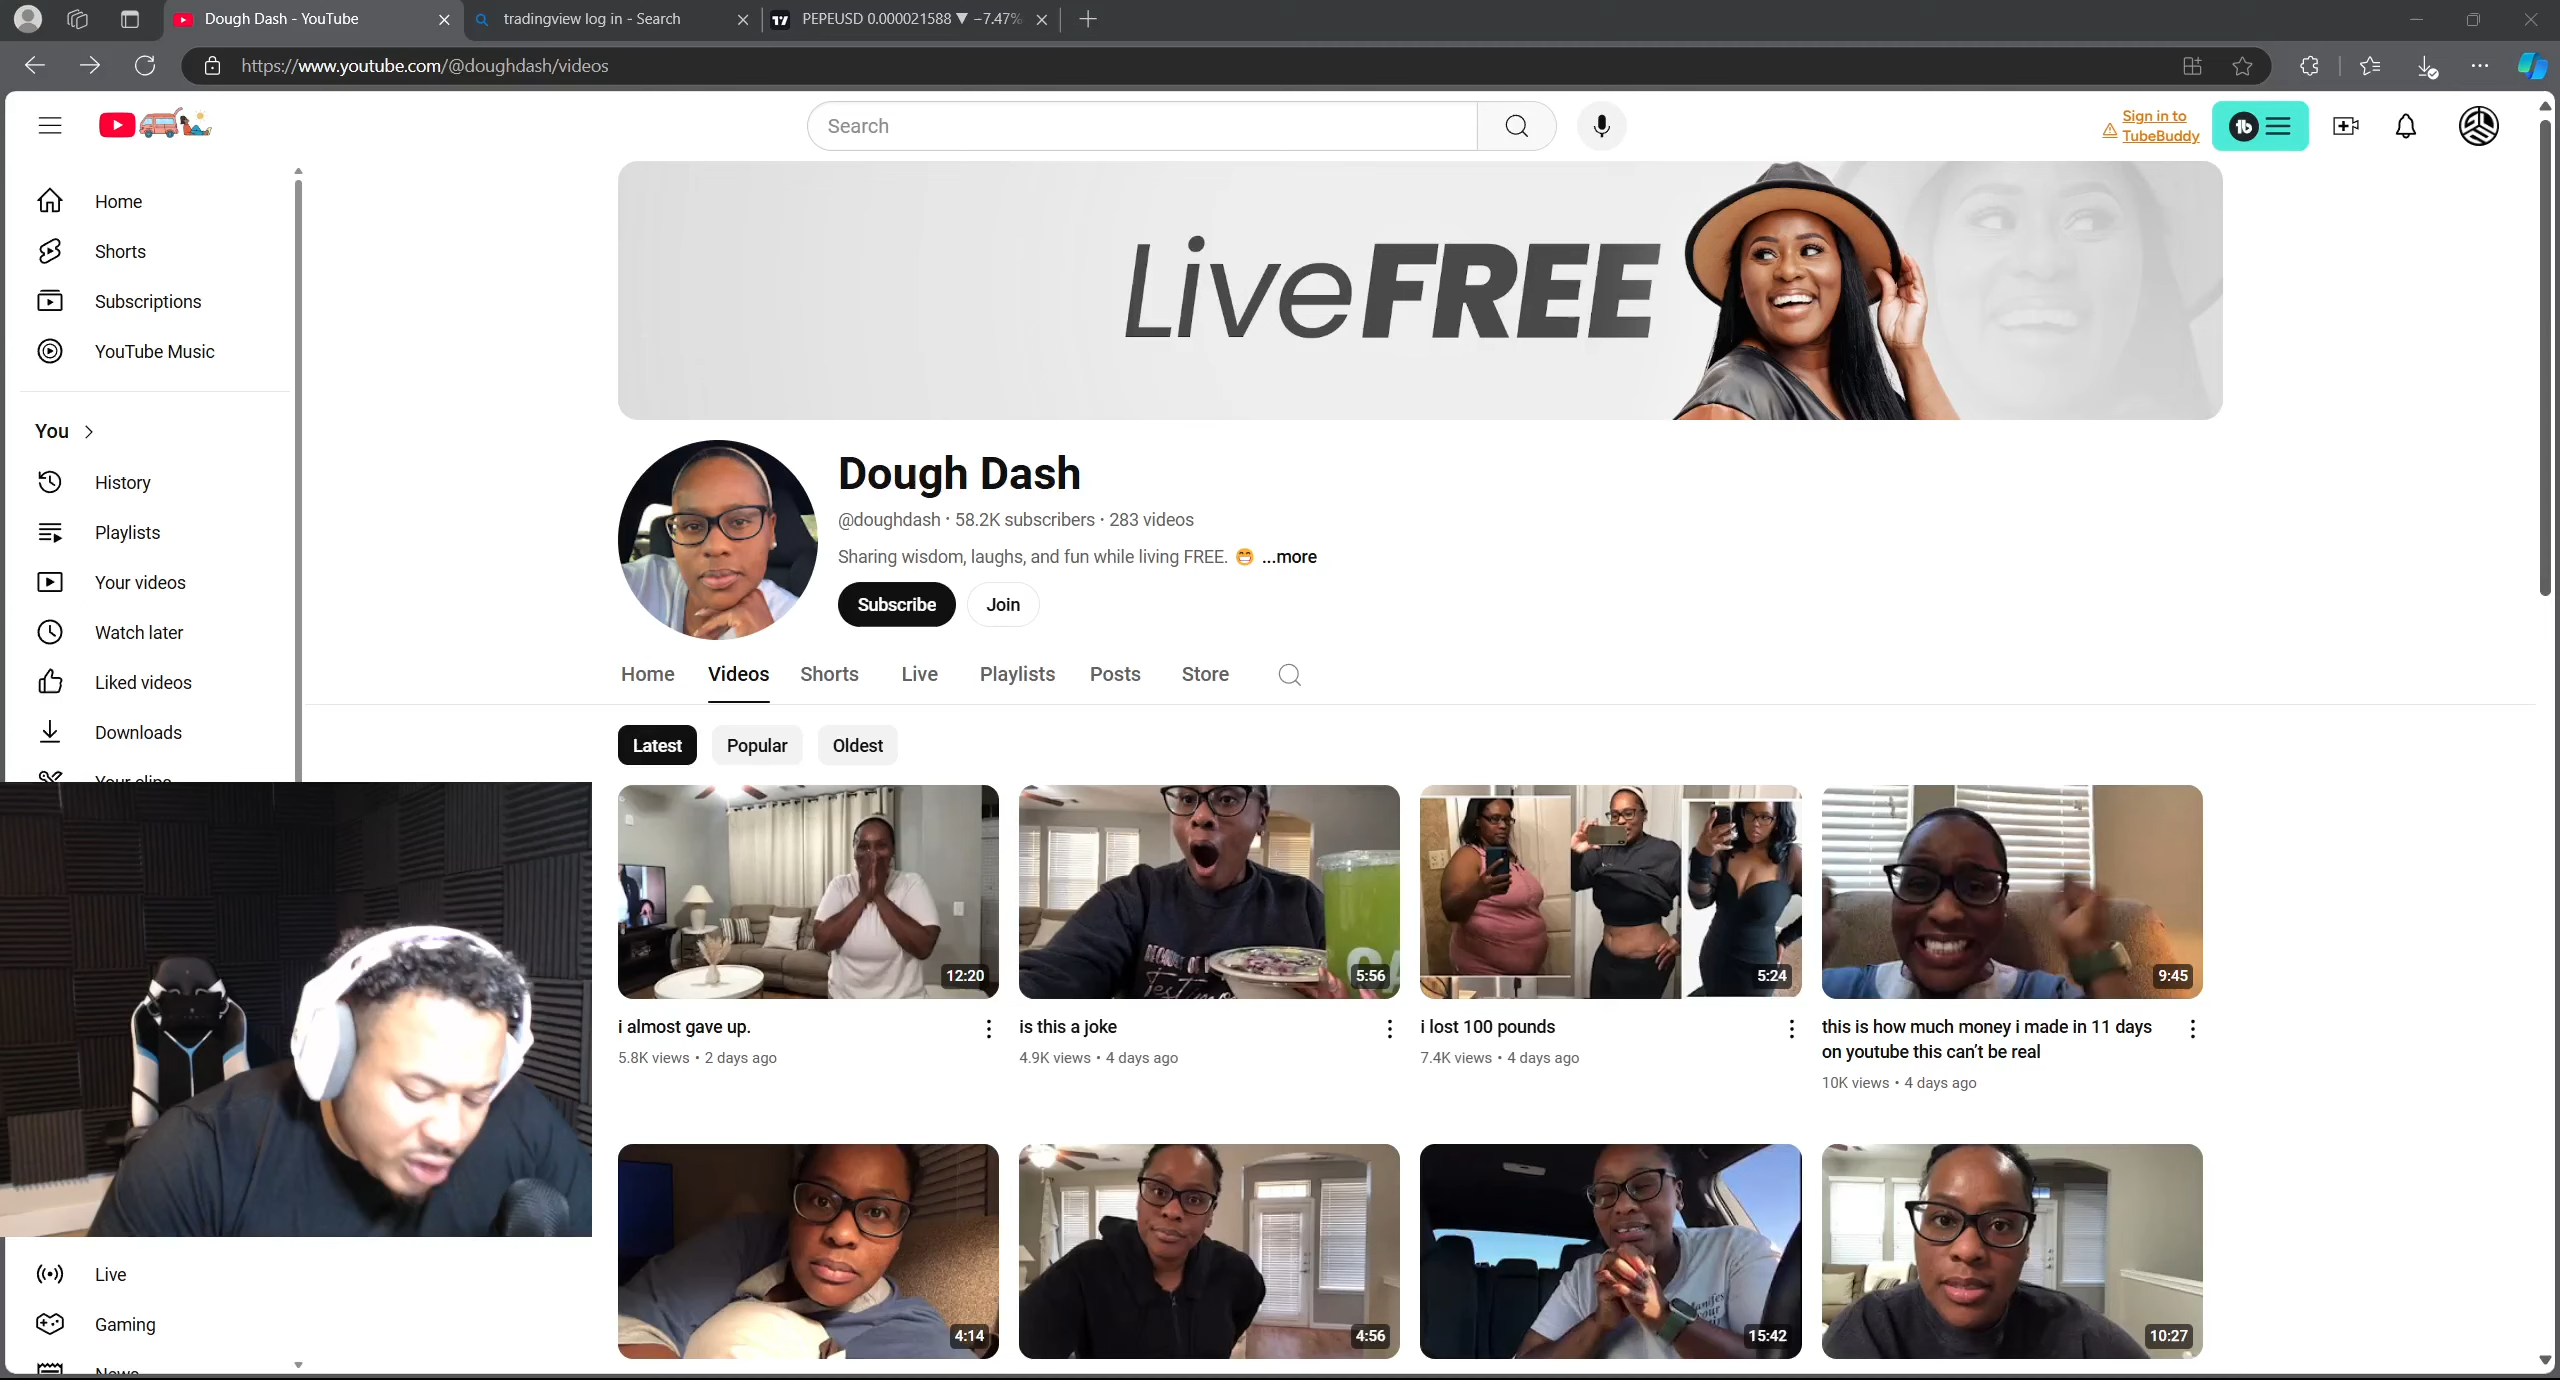 Dough Dash - YouTube
tradingview log in - Search
PEPEUSD 0.000021588 ▼ −7.47%
https://www.youtube.com/@doughdash/videos
Search
Sign in to
TubeBuddy
tb
Home
Shorts
Subscriptions
YouTube Music
You
History
Playlists
Your videos
Watch later
Liked videos
Downloads
Your clips
LiveFREE
Dough Dash
@doughdash · 58.2K subscribers · 283 videos
Sharing wisdom, laughs, and fun while living FREE. 😁 ...more
Subscribe
Join
Home Videos Shorts Live Playlists Posts Store
Latest Popular Oldest
12:20
5:56
5:24
9:45
i almost gave up.
5.8K views • 2 days ago
is this a joke
4.9K views • 4 days ago
i lost 100 pounds
7.4K views • 4 days ago
this is how much money i made in 11 days
on youtube this can’t be real
10K views • 4 days ago
4:14
4:56
15:42
10:27
Live
Gaming
News